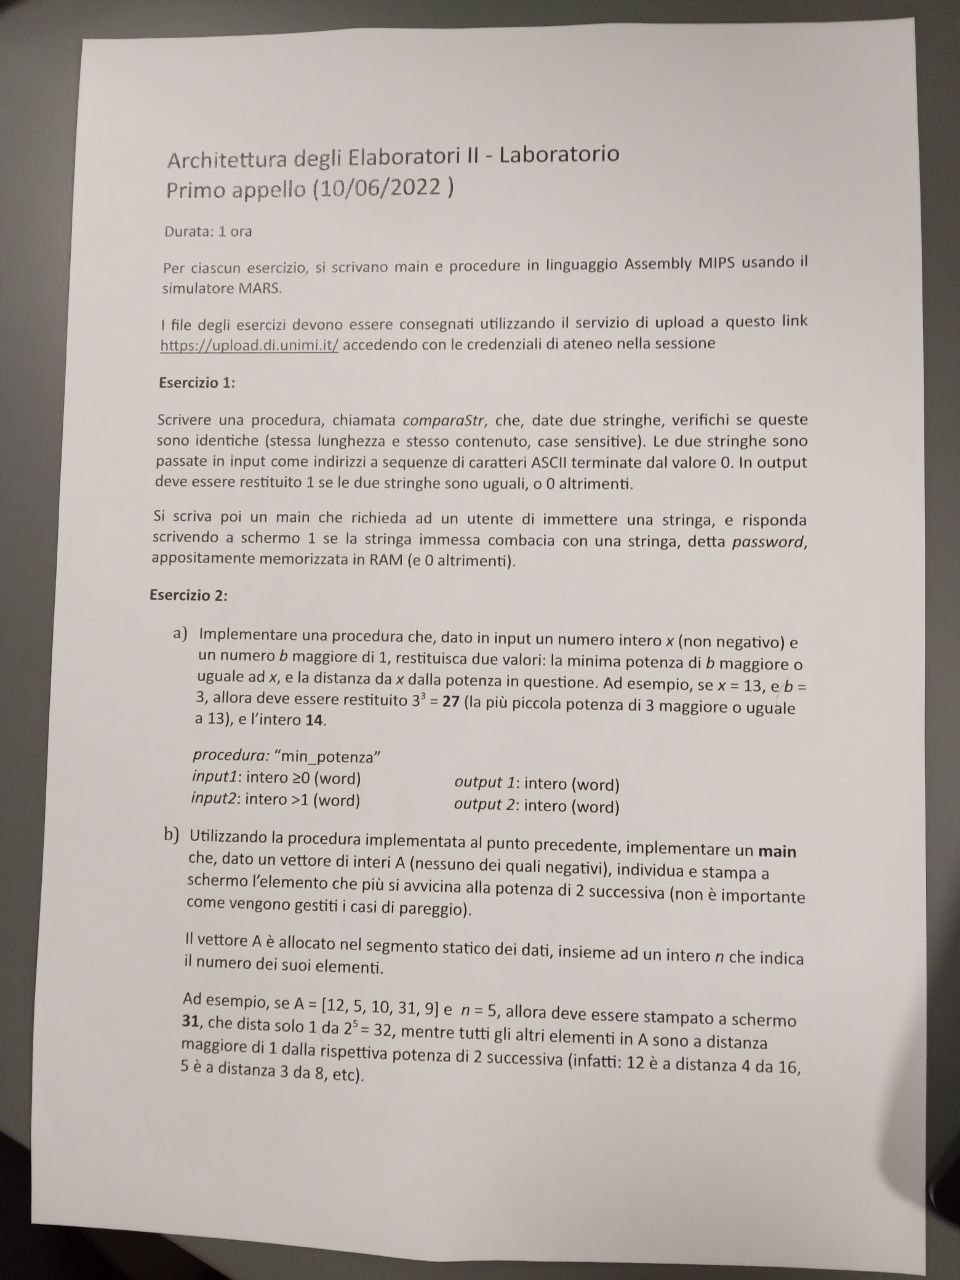 Architettura degli Elaboratori II - Laboratorio
Primo appello (10/06/2022 )
Durata: 1 ora
Per ciascun esercizio, si scrivano main e procedure in linguaggio Assembly MIPS usando il
simulatore MARS.
I file degli esercizi devono essere consegnati utilizzando il servizio di upload a questo link
https://upload.di.unimi.it/ accedendo con le credenziali di ateneo nella sessione
Esercizio 1:
Scrivere una procedura, chiamata comparaStr, che, date due stringhe, verifichi se queste
sono identiche (stessa lunghezza e stesso contenuto, case sensitive). Le due stringhe sono
passate in input come indirizzi a sequenze di caratteri ASCII terminate dal valore 0. In output
deve essere restituito 1 se le due stringhe sono uguali, o 0 altrimenti.
Si scriva poi un main che richieda ad un utente di immettere una stringa, e risponda
scrivendo a schermo 1 se la stringa immessa combacia con una stringa, detta password,
appositamente memorizzata in RAM (e 0 altrimenti).
Esercizio 2:
a) Implementare una procedura che, dato in input un numero intero x (non negativo) e
un numero b maggiore di 1, restituisca due valori: la minima potenza di b maggiore o
uguale ad x, e la distanza da x dalla potenza in questione. Ad esempio, se x = 13, e b =
3, allora deve essere restituito 3³ = 27 (la più piccola potenza di 3 maggiore o uguale
a 13), e l'intero 14.
procedura: “min_potenza”
input1: intero ≥0 (word) output 1: intero (word)
input2: intero >1 (word) output 2: intero (word)
b) Utilizzando la procedura implementata al punto precedente, implementare un main
che, dato un vettore di interi A (nessuno dei quali negativi), individua e stampa a
schermo l'elemento che più si avvicina alla potenza di 2 successiva (non è importante
come vengono gestiti i casi di pareggio).
Il vettore A è allocato nel segmento statico dei dati, insieme ad un intero n che indica
il numero dei suoi elementi.
Ad esempio, se A = [12, 5, 10, 31, 9] e n = 5, allora deve essere stampato a schermo
31, che dista solo 1 da 2⁵ = 32, mentre tutti gli altri elementi in A sono a distanza
maggiore di 1 dalla rispettiva potenza di 2 successiva (infatti: 12 è a distanza 4 da 16,
5 è a distanza 3 da 8, etc).